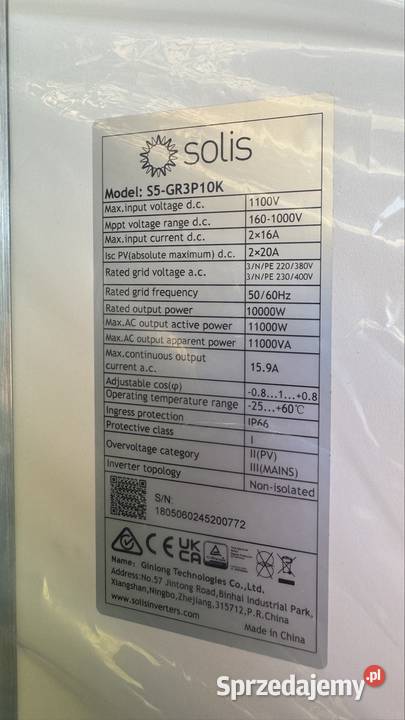 solis
Model: S5-GR3P10K
Max.input voltage d.c. 1100V
Mppt voltage range d.c. 160-1000V
Max.input current d.c. 2×16A
Isc PV(absolute maximum) d.c. 2×20A
Rated grid voltage a.c. 3/N/PE 220/380V
3/N/PE 230/400V
Rated grid frequency 50/60Hz
Rated output power 10000W
Max.AC output active power 11000W
Max.AC output apparent power 11000VA
Max.continuous output
current a.c. 15.9A
Adjustable cos(φ) -0.8...1...+0.8
Operating temperature range -25...+60℃
Ingress protection IP66
Protective class I
Overvoltage category II(PV)
III(MAINS)
Inverter topology Non-isolated
S/N:
1805060245200772
CE UK
CA
Name: Ginlong Technologies Co.,Ltd.
Address:No.57 Jintong Road,Binhai Industrial Park,
Xiangshan,Ningbo,Zhejiang,315712,P.R.China
www.solisinverters.com Made in China
Sprzedajemy.pl